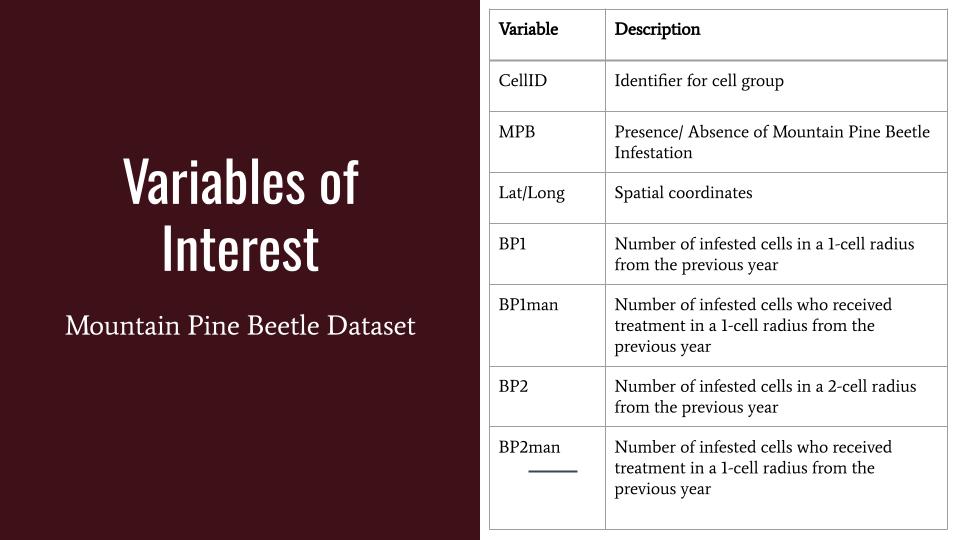 Variables of
Interest
Mountain Pine Beetle Dataset
Variable Description
CellID Identifier for cell group
MPB Presence/ Absence of Mountain Pine Beetle
Infestation
Lat/Long Spatial coordinates
BP1 Number of infested cells in a 1-cell radius
from the previous year
BP1man Number of infested cells who received
treatment in a 1-cell radius from the
previous year
BP2 Number of infested cells in a 2-cell radius
from the previous year
BP2man Number of infested cells who received
treatment in a 1-cell radius from the
previous year